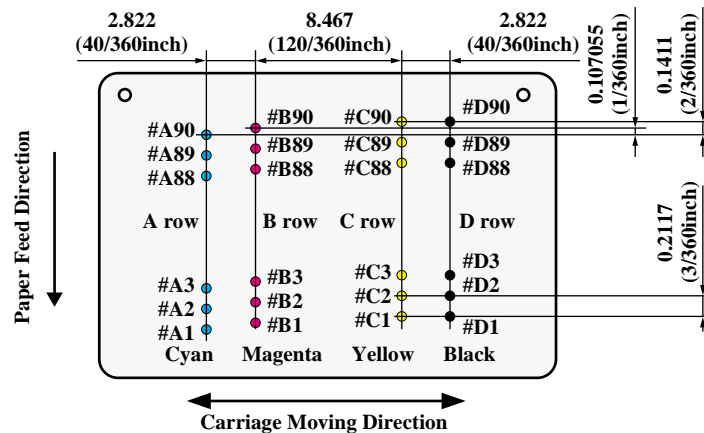 2.822 8.467 2.822
(40/360inch) (120/360inch) (40/360inch)
0.107055
(1/360inch)
0.1411
(2/360inch)
#A90 #B90 #C90 #D90
#A89 #B89 #C89 #D89
#A88 #B88 #C88 #D88
Paper Feed Direction
A row B row C row D row
0.2117
(3/360inch)
#A3 #B3 #C3 #D3
#A2 #B2 #C2 #D2
#A1 #B1 #C1 #D1
Cyan Magenta Yellow Black
Carriage Moving Direction